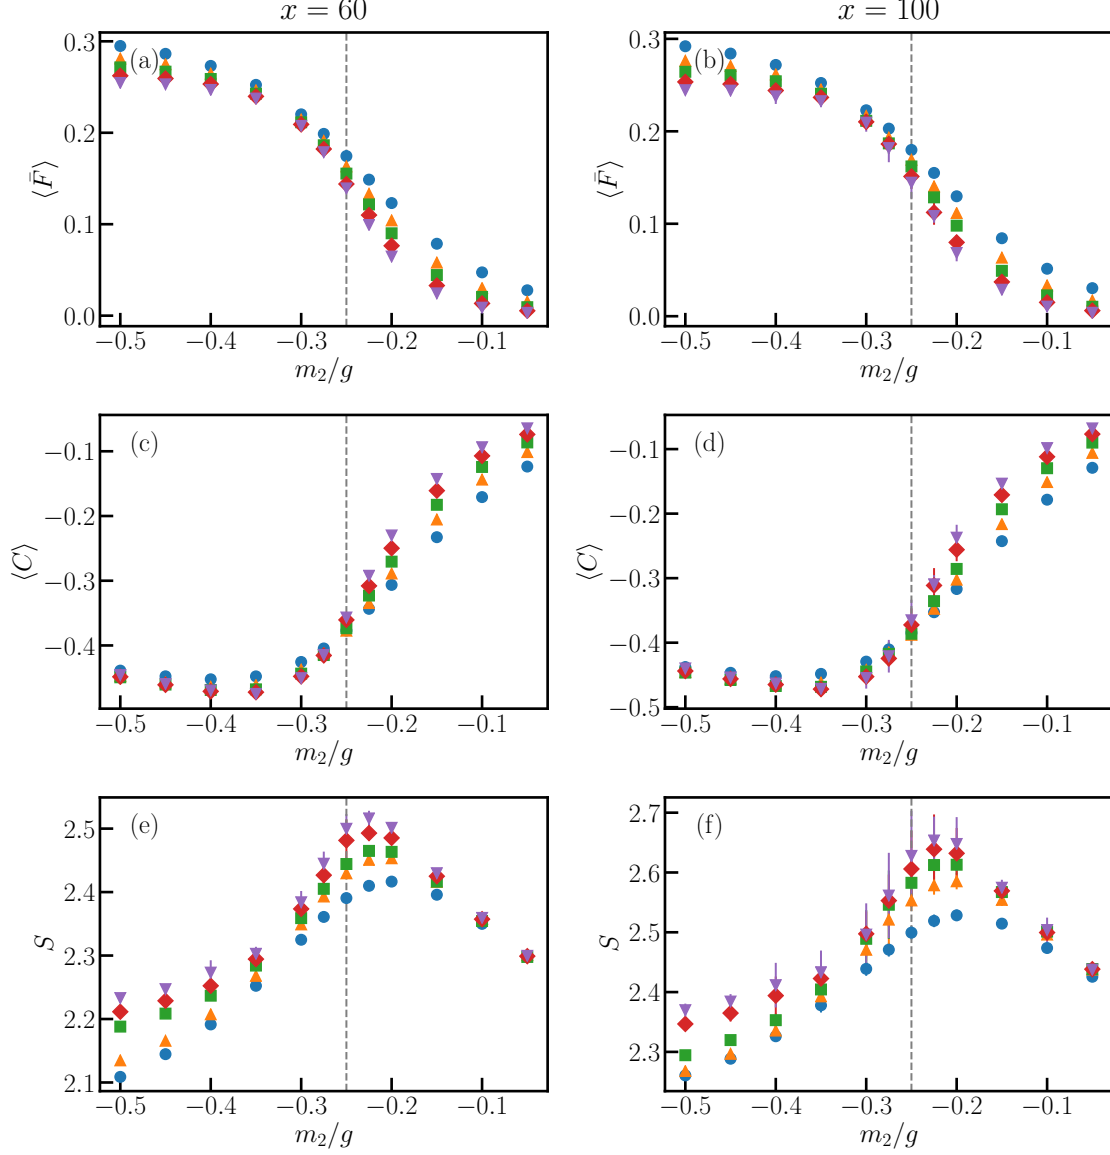 x = 60
x = 100
(a)
(b)
0.3
0.2
0.1
0.0
⟨F̄⟩
−0.5 −0.4 −0.3 −0.2 −0.1
m₂/g
0.3
0.2
0.1
0.0
⟨F̄⟩
−0.5 −0.4 −0.3 −0.2 −0.1
m₂/g
(c)
−0.1
−0.2
−0.3
−0.4
⟨C⟩
−0.5 −0.4 −0.3 −0.2 −0.1
m₂/g
(d)
−0.1
−0.2
−0.3
−0.4
−0.5
⟨C⟩
−0.5 −0.4 −0.3 −0.2 −0.1
m₂/g
(e)
2.5
2.4
2.3
2.2
2.1
S
−0.5 −0.4 −0.3 −0.2 −0.1
m₂/g
(f)
2.7
2.6
2.5
2.4
2.3
S
−0.5 −0.4 −0.3 −0.2 −0.1
m₂/g